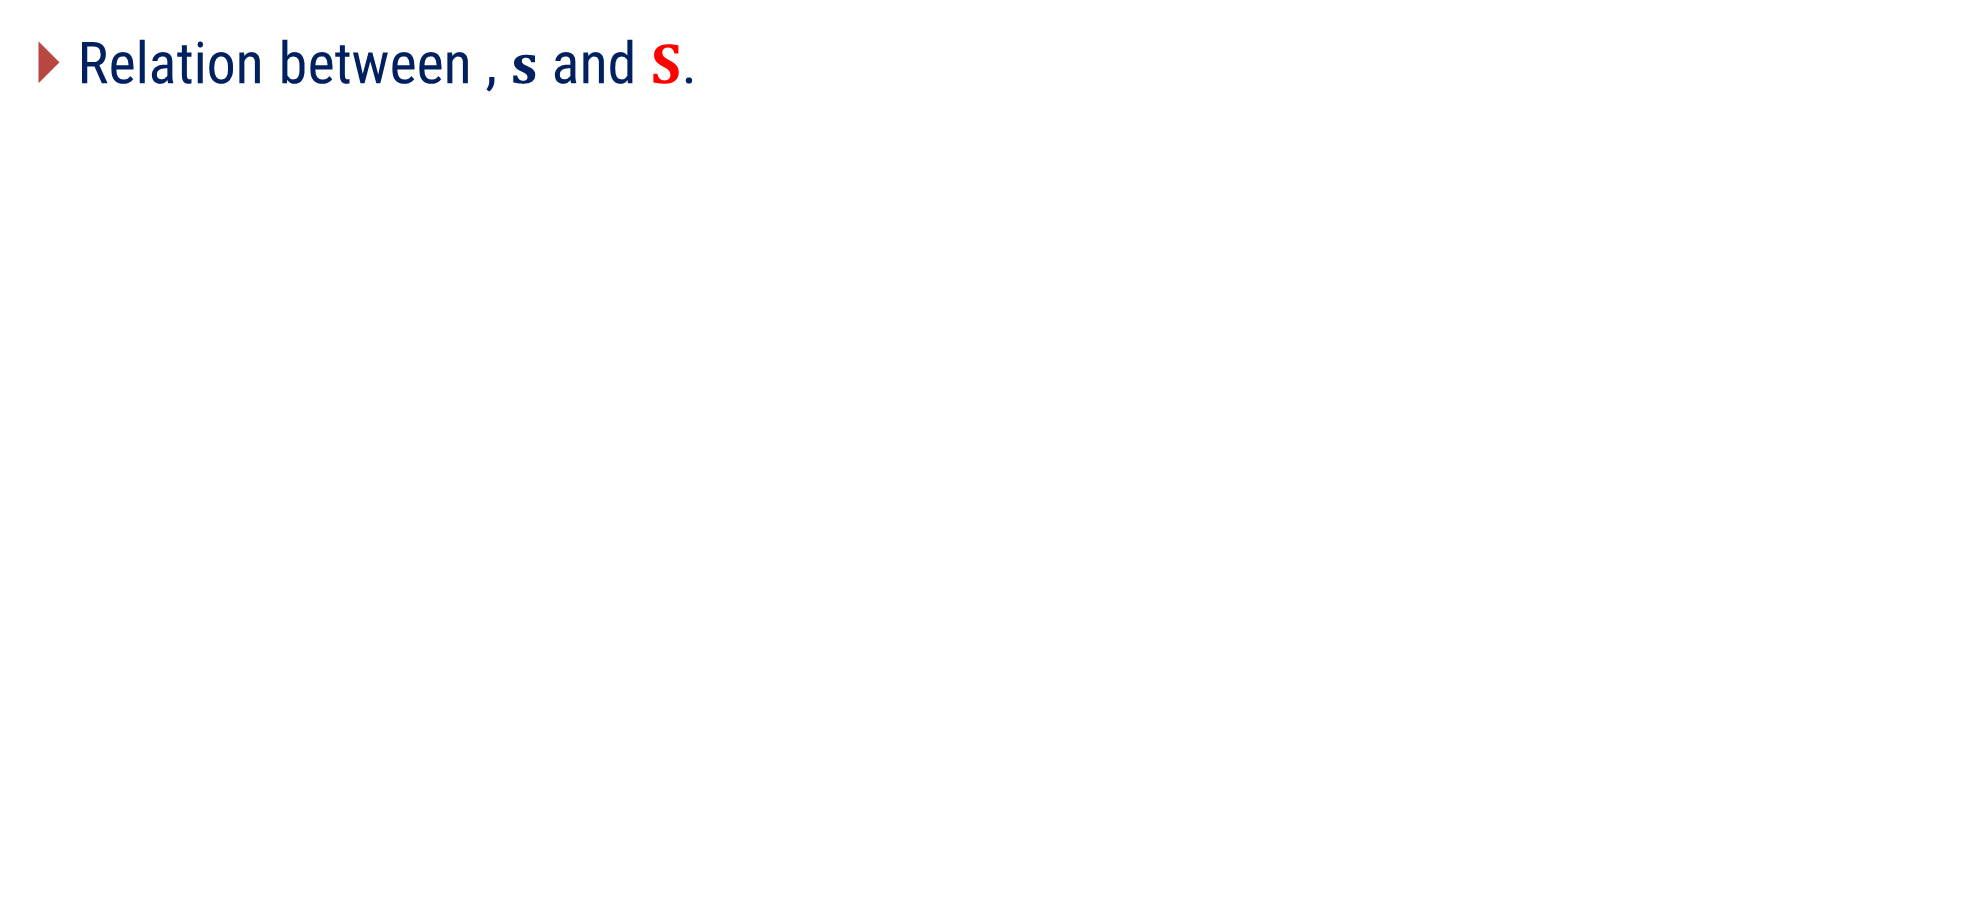 Relation between , s and S.